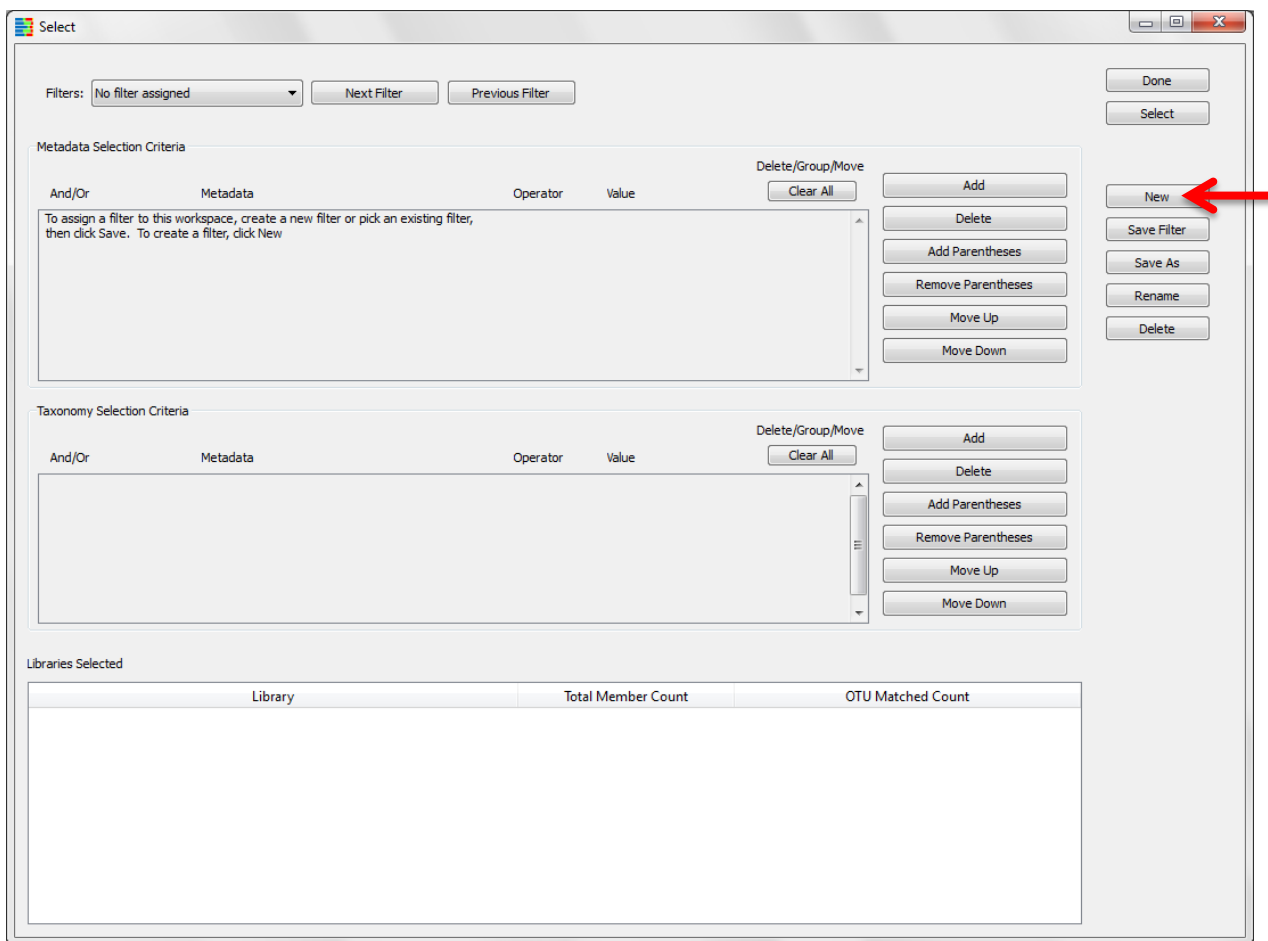 Select
Filters: No filter assigned Next Filter Previous Filter
Done
Select
Metadata Selection Criteria
Delete/Group/Move
And/Or Metadata Operator Value Clear All
To assign a filter to this workspace, create a new filter or pick an existing filter,
then click Save. To create a filter, click New
Add
Delete
Add Parentheses
Remove Parentheses
Move Up
Move Down
New
Save Filter
Save As
Rename
Delete
Taxonomy Selection Criteria
Delete/Group/Move
And/Or Metadata Operator Value Clear All
Add
Delete
Add Parentheses
Remove Parentheses
Move Up
Move Down
Libraries Selected
Library Total Member Count OTU Matched Count